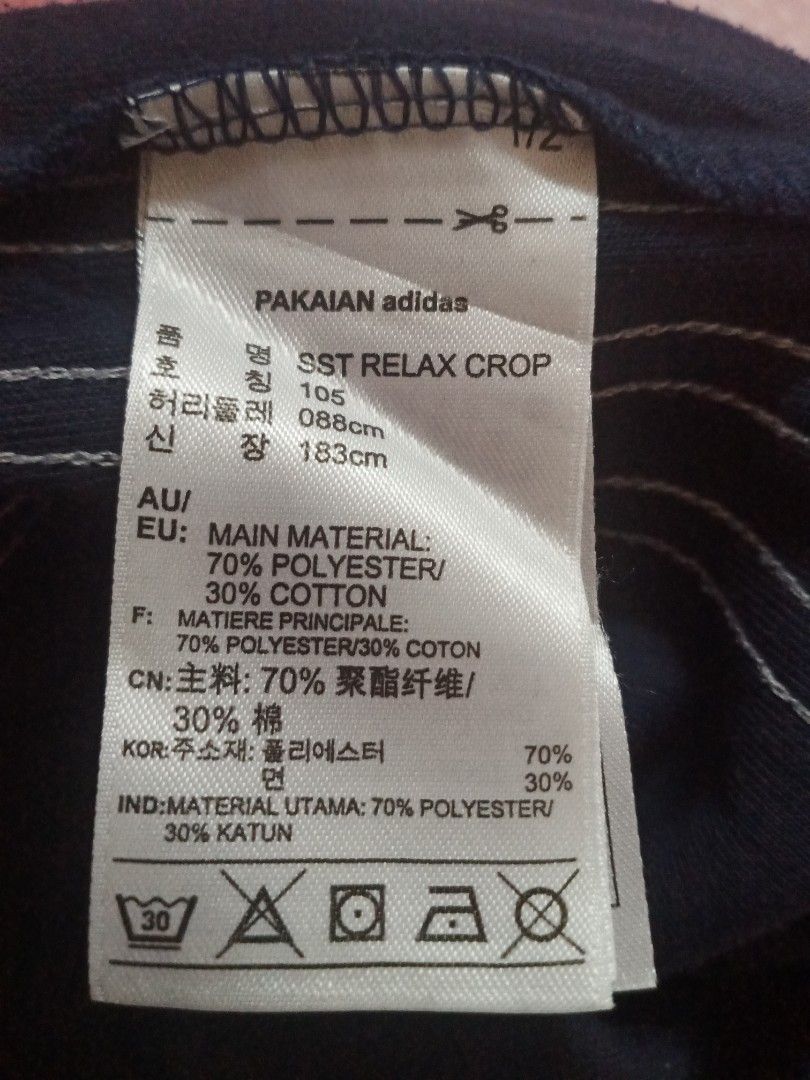 1/2
PAKAIAN adidas
품 명 SST RELAX CROP
호 칭 105
허리둘레 088cm
신 장 183cm
AU/
EU: MAIN MATERIAL:
70% POLYESTER/
30% COTTON
F: MATIERE PRINCIPALE:
70% POLYESTER/30% COTON
CN:主料: 70% 聚酯纤维/
30% 棉
KOR:주소재: 폴리에스터 70%
면 30%
IND:MATERIAL UTAMA: 70% POLYESTER/
30% KATUN
30